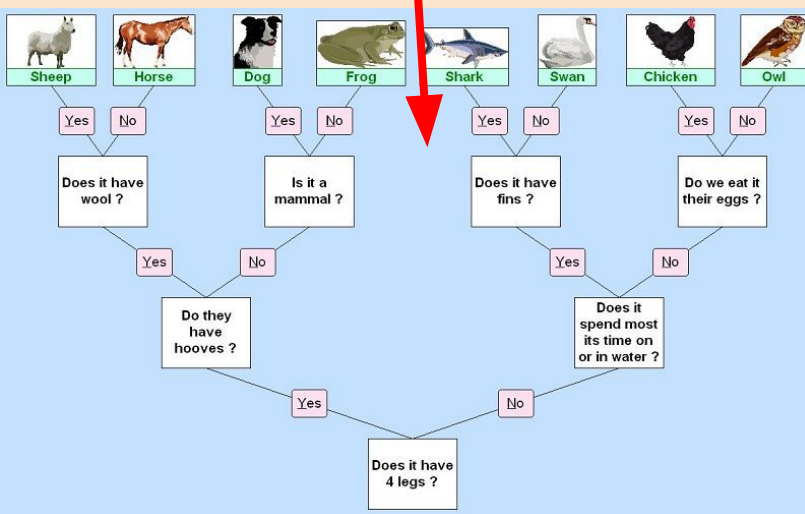 Sheep Horse Dog Frog Shark Swan Chicken Owl
Yes No Yes No Yes No Yes No
Does it have
wool ?
Is it a
mammal ?
Does it have
fins ?
Do we eat it
their eggs ?
Yes No Yes No
Do they
have
hooves ?
Does it
spend most
its time on
or in water ?
Yes No
Does it have
4 legs ?